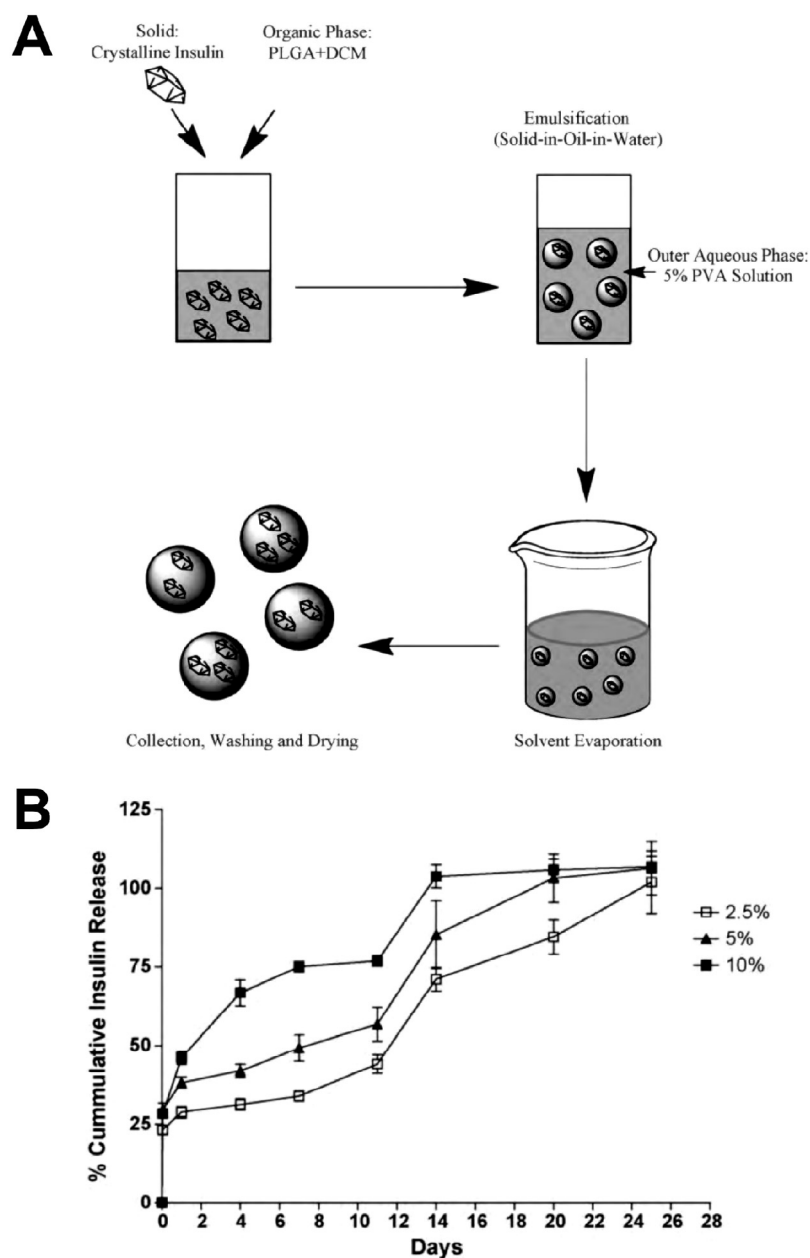 A
Solid:
Crystalline Insulin
Organic Phase:
PLGA+DCM
Emulsification
(Solid-in-Oil-in-Water)
Outer Aqueous Phase:
5% PVA Solution
Collection, Washing and Drying
Solvent Evaporation
B
% Cummulative Insulin Release
125
100
75
50
25
0
0 2 4 6 8 10 12 14 16 18 20 22 24 26 28
Days
2.5%
5%
10%